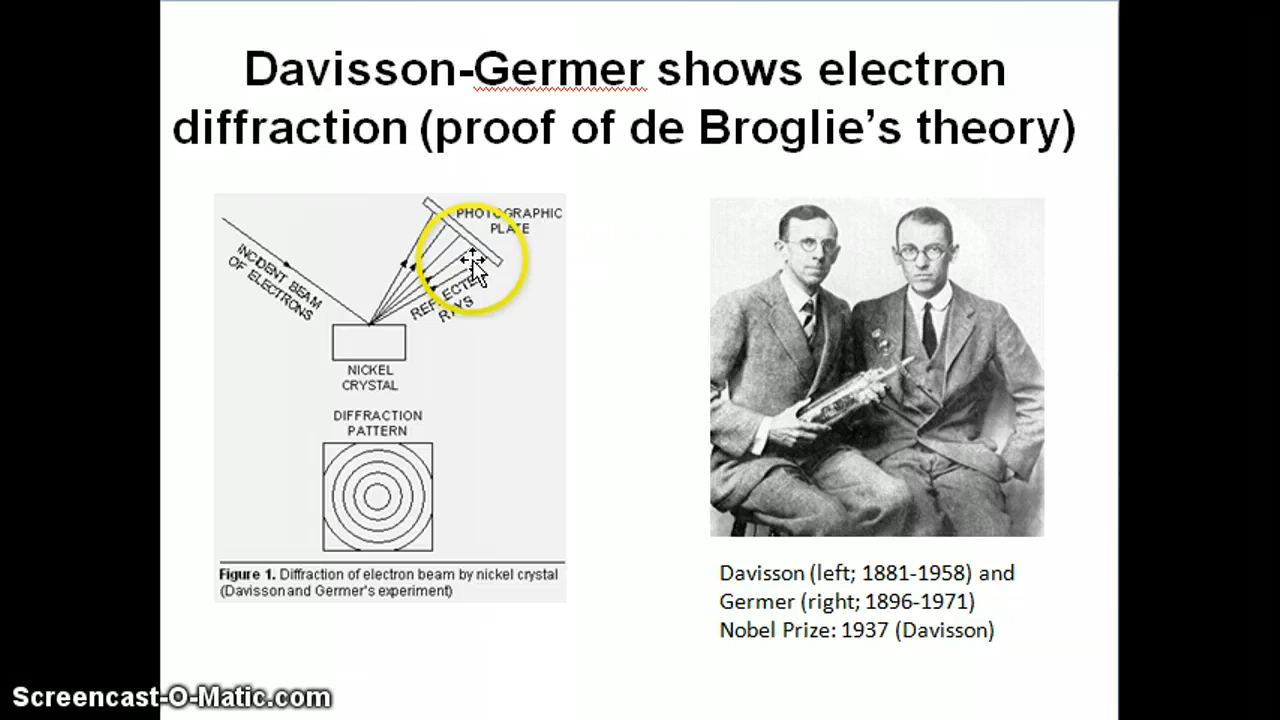 Davisson-Germer shows electron
diffraction (proof of de Broglie's theory)
PHOTOGRAPHIC
PLATE
INCIDENT BEAM
OF ELECTRONS
REFLECTED
RAYS
NICKEL
CRYSTAL
DIFFRACTION
PATTERN
Figure 1. Diffraction of electron beam by nickel crystal
(Davisson and Germer's experiment)
Davisson (left; 1881-1958) and
Germer (right; 1896-1971)
Nobel Prize: 1937 (Davisson)
Screencast-O-Matic.com